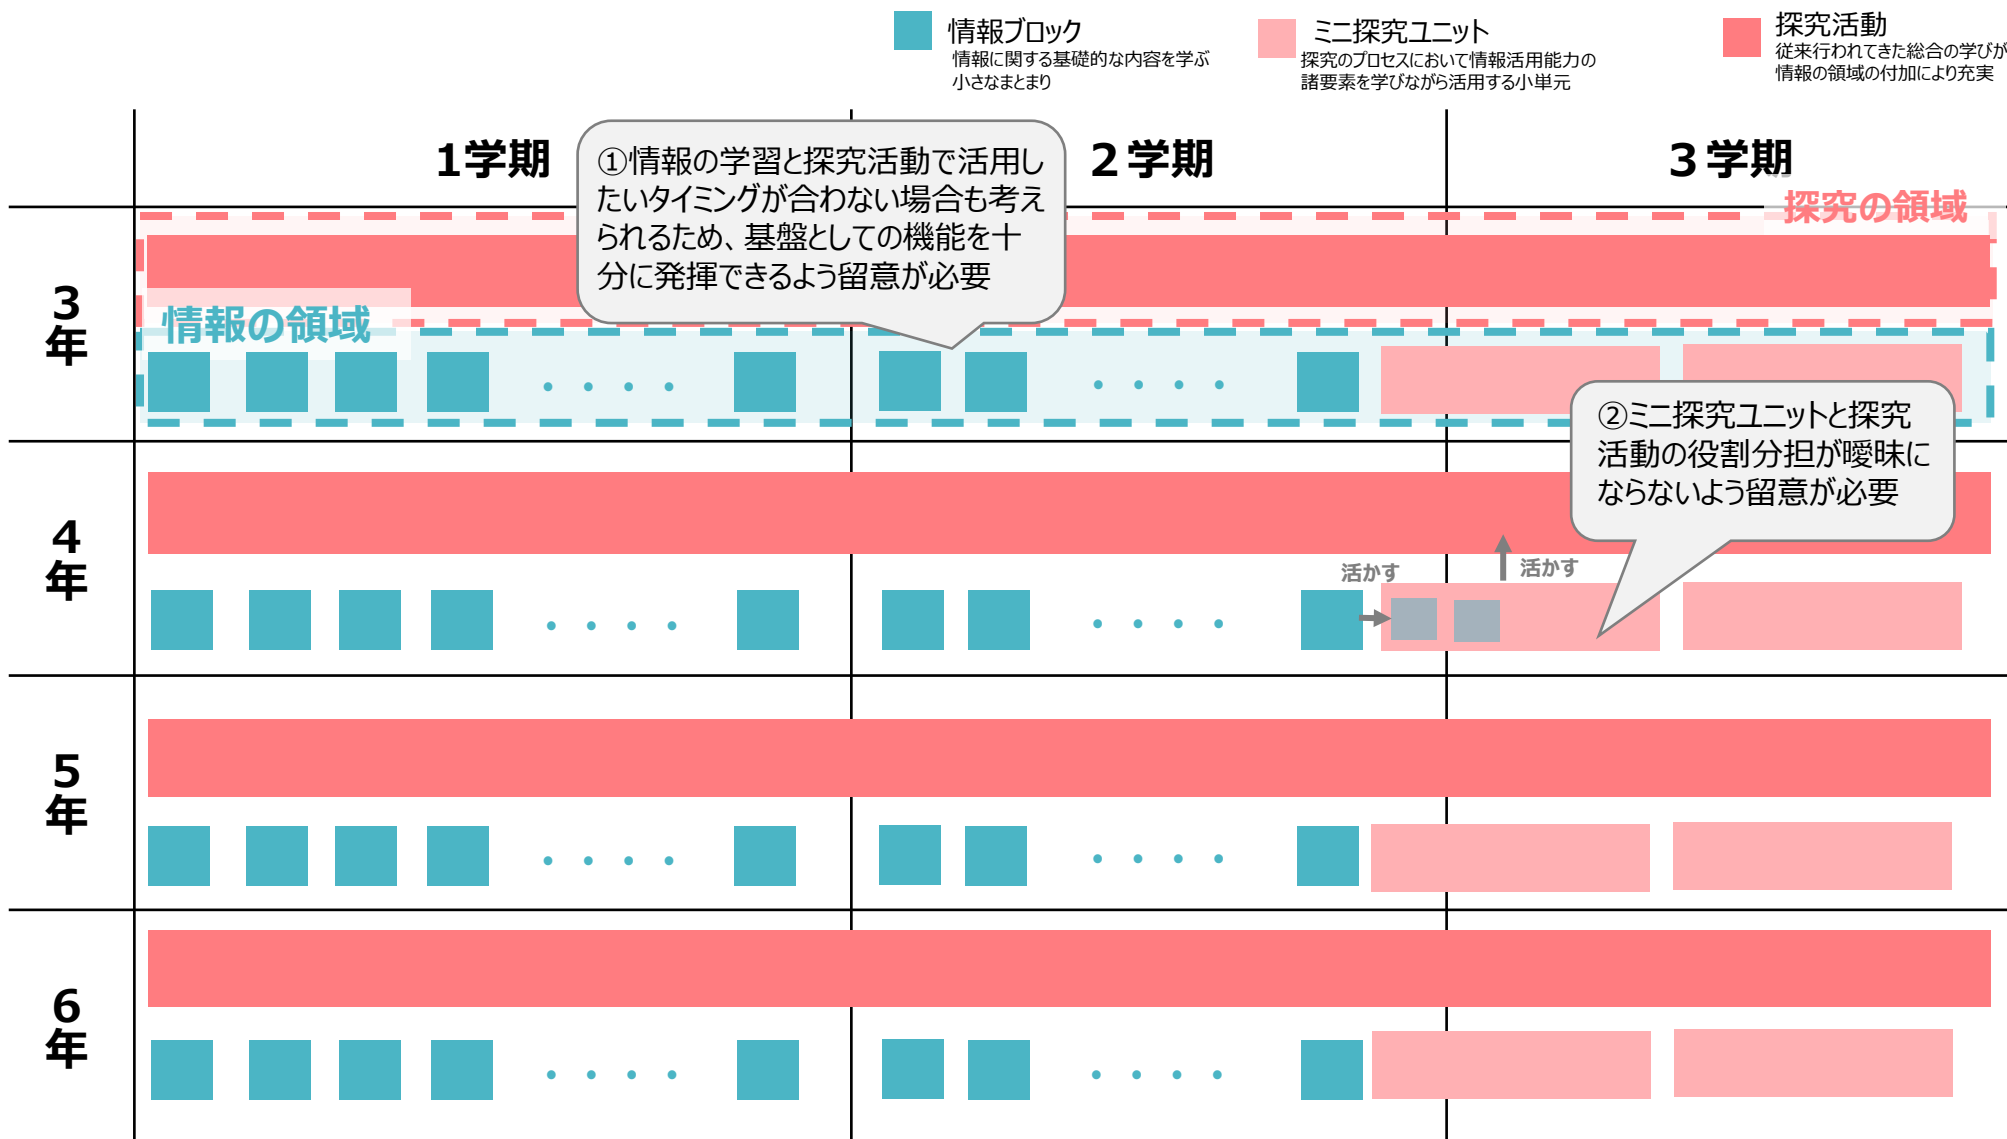 情報ブロック
情報に関する基礎的な内容を学ぶ
小さなまとまり
ミニ探究ユニット
探究のプロセスにおいて情報活用能力の
諸要素を学びながら活用する小単元
探究活動
従来行われてきた総合の学びが
情報の領域の付加により充実
1学期
２学期
３学期
①情報の学習と探究活動で活用し
たいタイミングが合わない場合も考え
られるため、基盤としての機能を十
分に発揮できるよう留意が必要
探究の領域
3
年
情報の領域
・・・・
・・・・
②ミニ探究ユニットと探究
活動の役割分担が曖昧に
ならないよう留意が必要
4
年
活かす
活かす
・・・・
・・・・
5
年
・・・・
・・・・
6
年
・・・・
・・・・